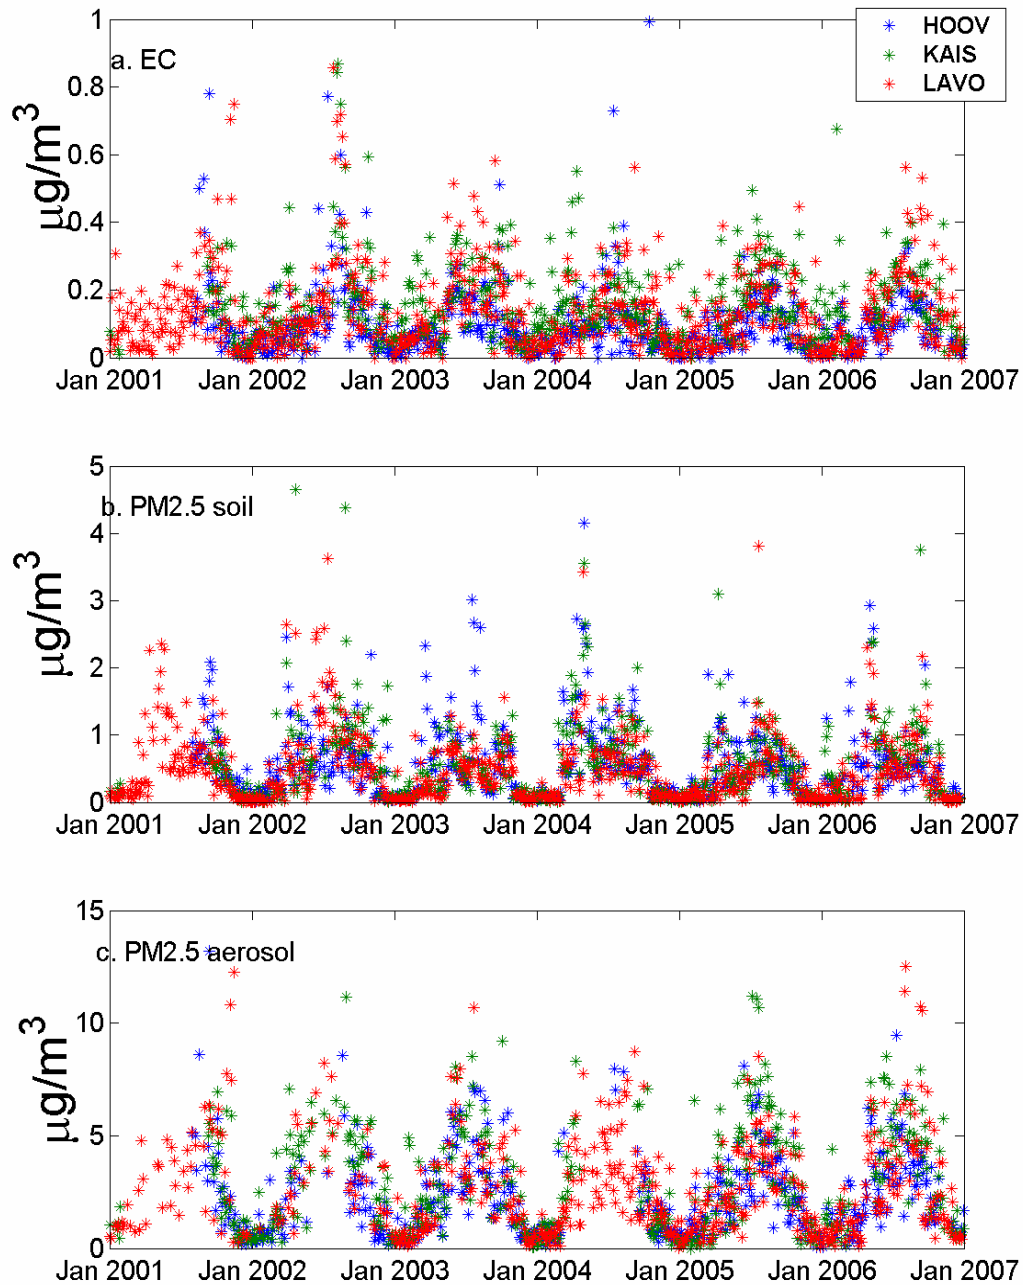 HOOV
KAIS
LAVO
a. EC
μg/m³
1
0.8
0.6
0.4
0.2
0
Jan 2001 Jan 2002 Jan 2003 Jan 2004 Jan 2005 Jan 2006 Jan 2007
b. PM2.5 soil
μg/m³
5
4
3
2
1
0
Jan 2001 Jan 2002 Jan 2003 Jan 2004 Jan 2005 Jan 2006 Jan 2007
c. PM2.5 aerosol
μg/m³
15
10
5
0
Jan 2001 Jan 2002 Jan 2003 Jan 2004 Jan 2005 Jan 2006 Jan 2007